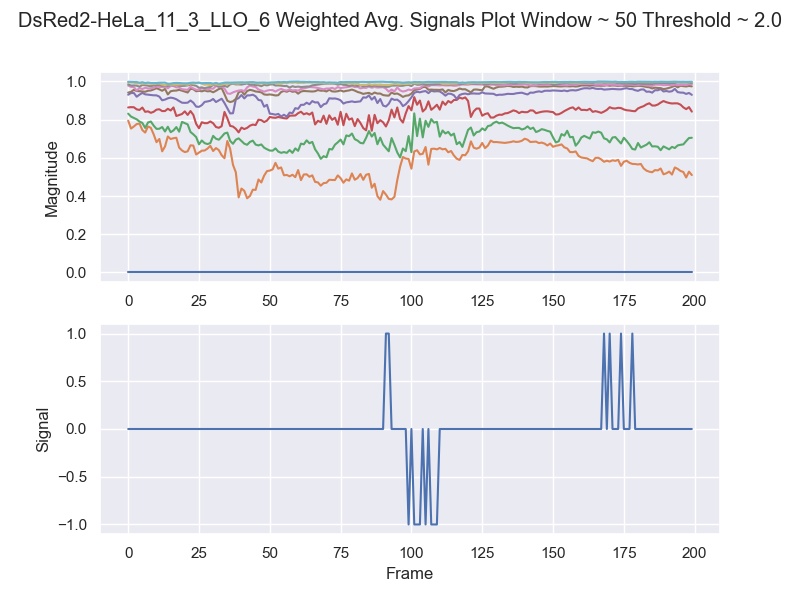 DsRed2-HeLa_11_3_LLO_6 Weighted Avg. Signals Plot Window ~ 50 Threshold ~ 2.0
1.0
0.8
0.6
0.4
0.2
0.0
Magnitude
0 25 50 75 100 125 150 175 200
1.0
0.5
0.0
−0.5
−1.0
Signal
0 25 50 75 100 125 150 175 200
Frame